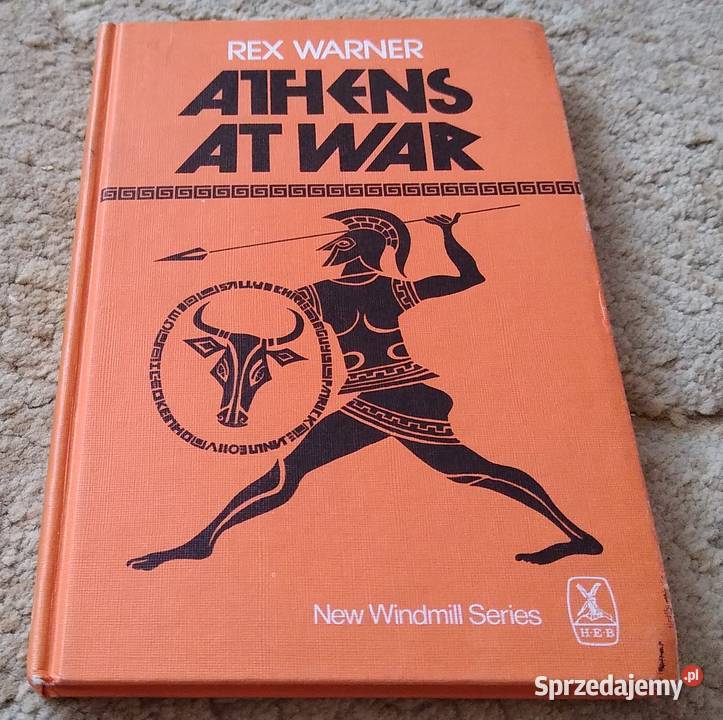 REX WARNER
ATHENS
AT WAR
New Windmill Series
H·E·B
Sprzedajemy.pl